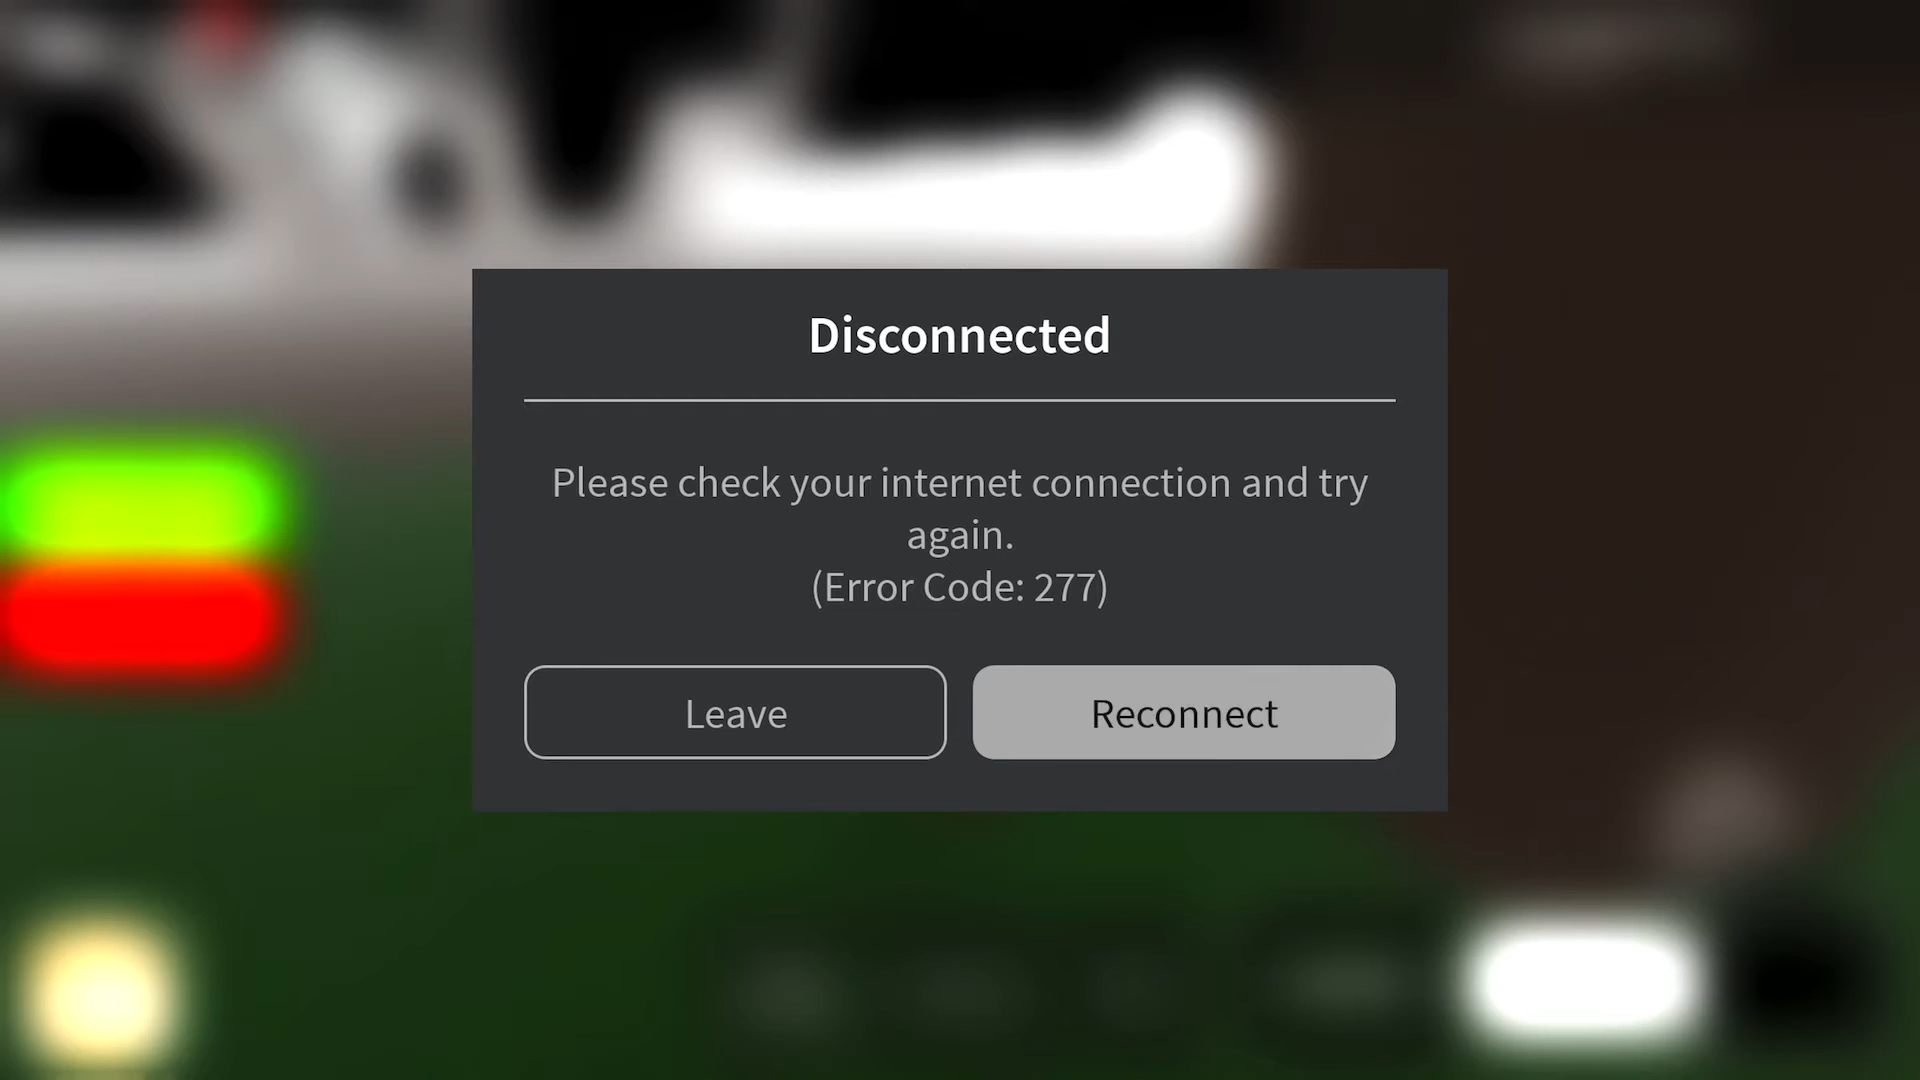 Disconnected
Please check your internet connection and try
again.
(Error Code: 277)
Leave
Reconnect